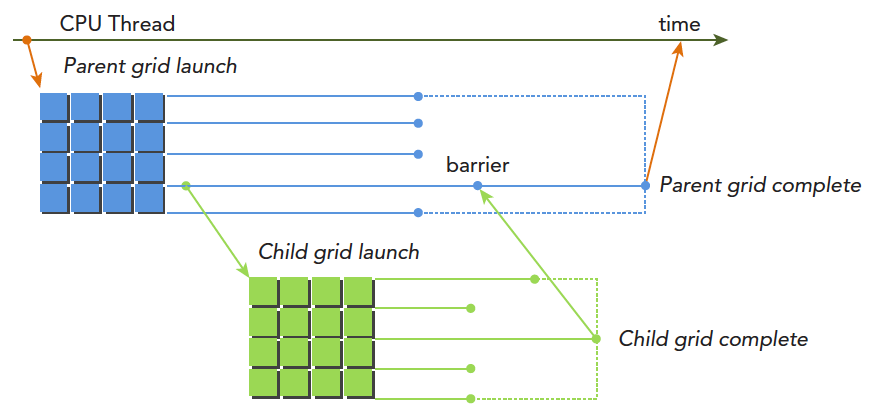 CPU Thread
time
Parent grid launch
barrier
Parent grid complete
Child grid launch
Child grid complete